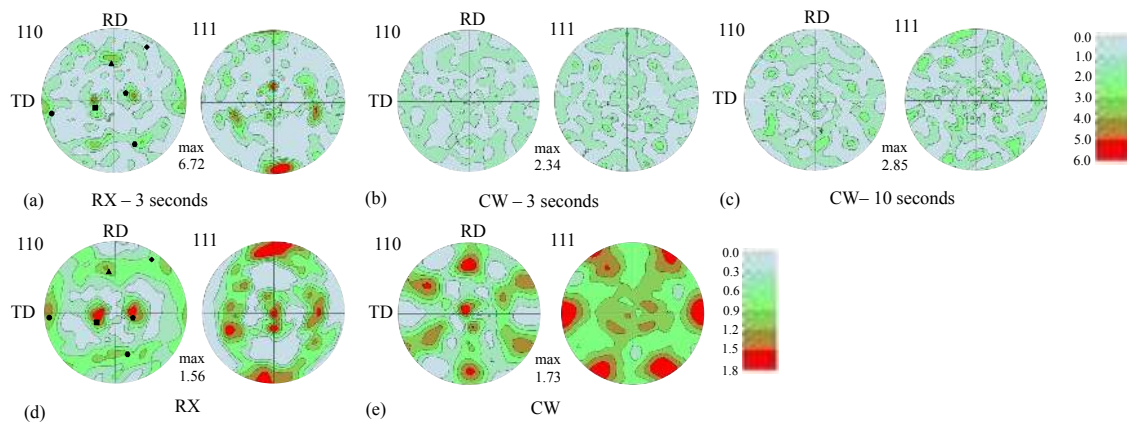 RD
110
111
TD
max
6.72
(a)
RX – 3 seconds
RD
110
111
TD
max
2.34
(b)
CW – 3 seconds
RD
110
111
TD
max
2.85
(c)
CW– 10 seconds
0.0
1.0
2.0
3.0
4.0
5.0
6.0
RD
110
111
TD
max
1.56
(d)
RX
RD
110
111
TD
max
1.73
(e)
CW
0.0
0.3
0.6
0.9
1.2
1.5
1.8